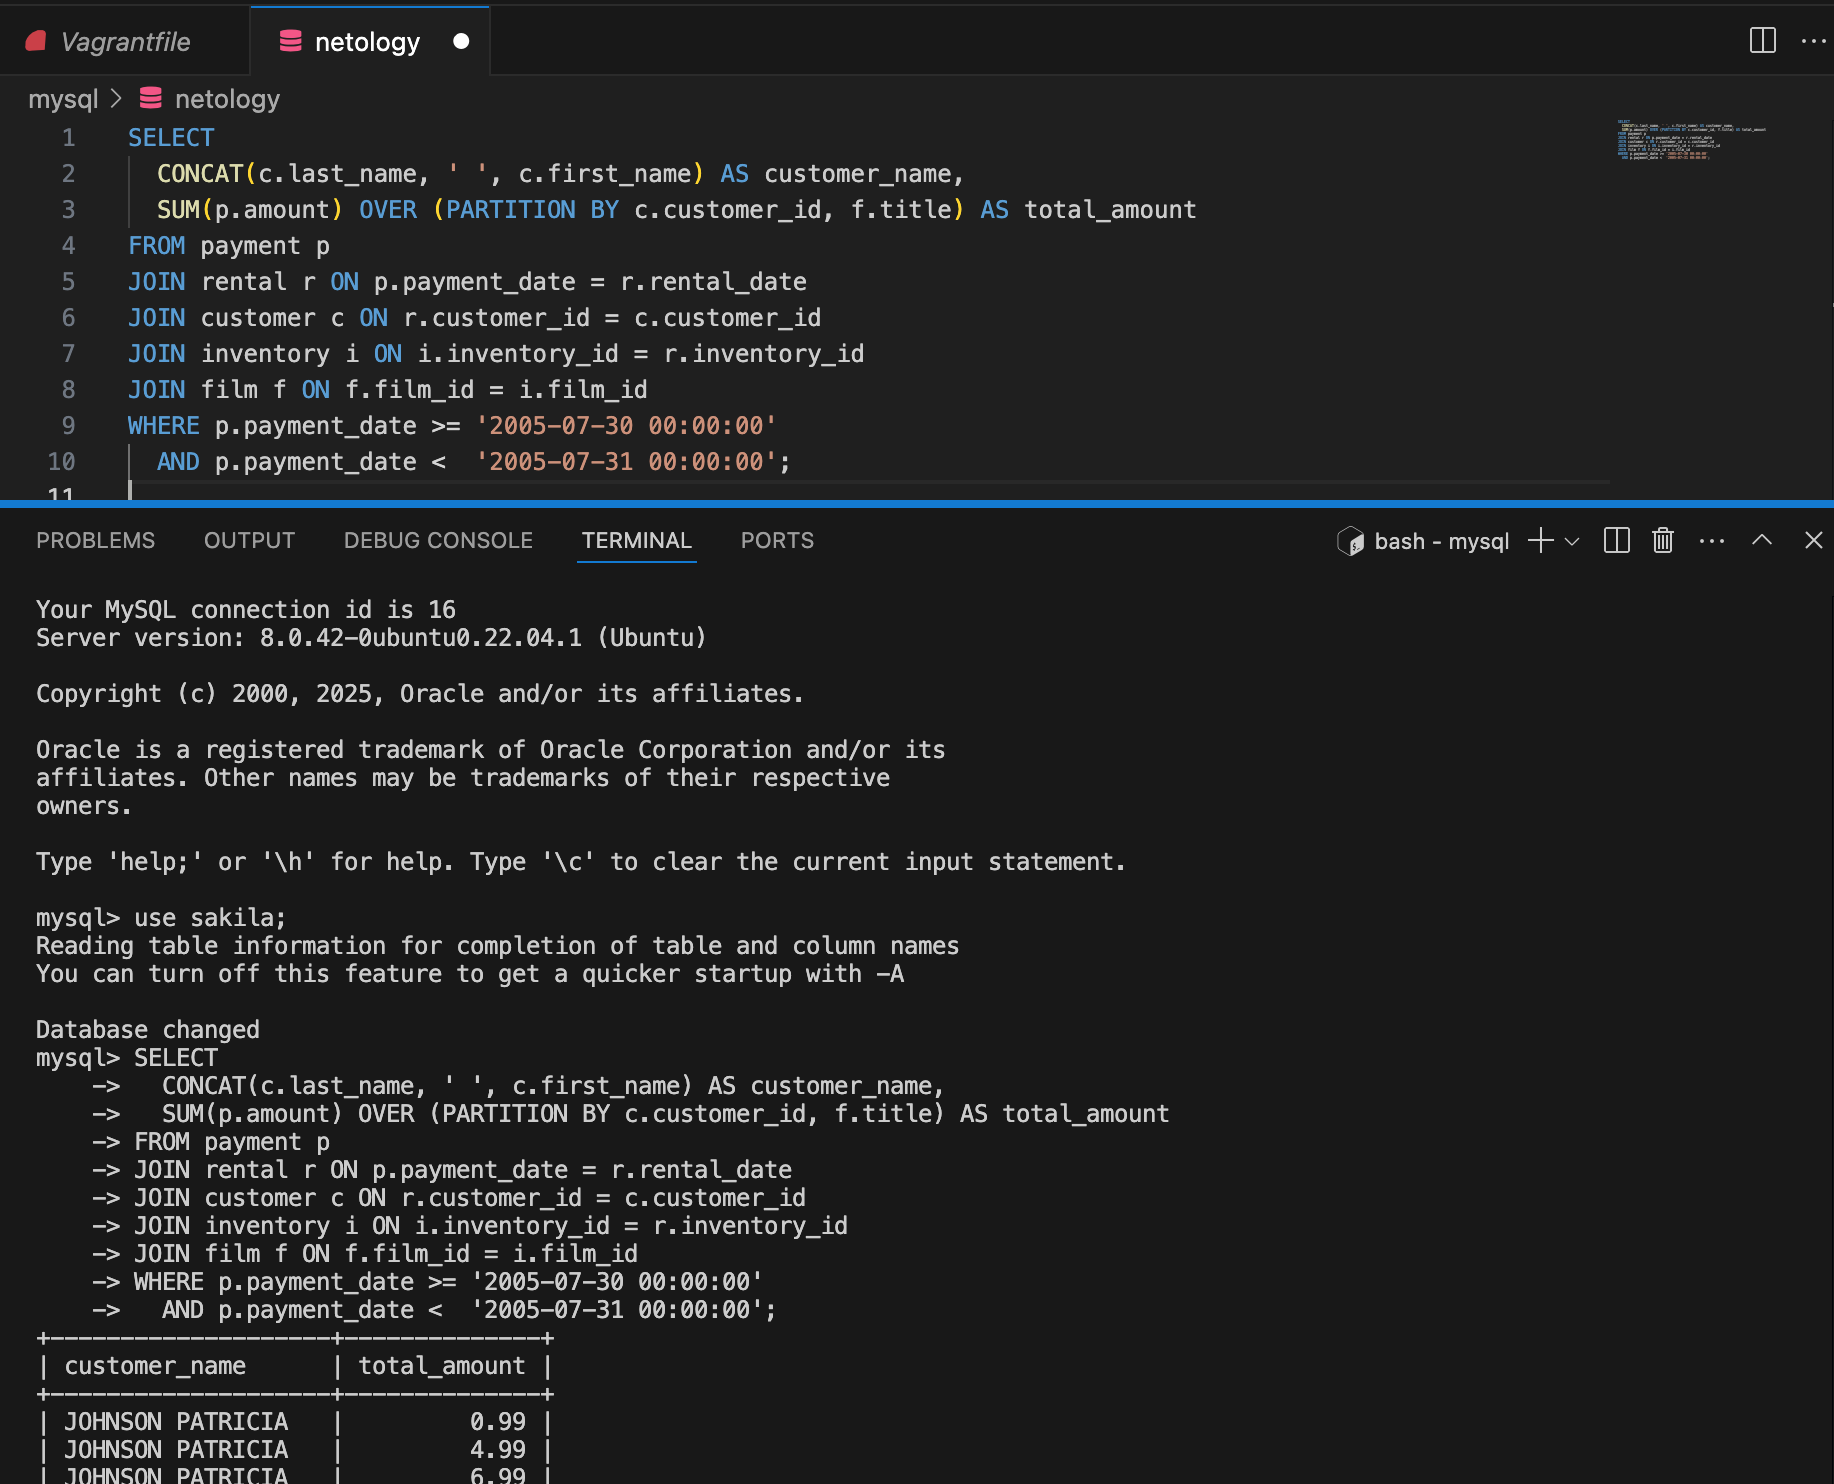 Vagrantfile
netology
mysql > netology
1 SELECT
2   CONCAT(c.last_name, ' ', c.first_name) AS customer_name,
3   SUM(p.amount) OVER (PARTITION BY c.customer_id, f.title) AS total_amount
4 FROM payment p
5 JOIN rental r ON p.payment_date = r.rental_date
6 JOIN customer c ON r.customer_id = c.customer_id
7 JOIN inventory i ON i.inventory_id = r.inventory_id
8 JOIN film f ON f.film_id = i.film_id
9 WHERE p.payment_date >= '2005-07-30 00:00:00'
10   AND p.payment_date <  '2005-07-31 00:00:00';
11
PROBLEMS OUTPUT DEBUG CONSOLE TERMINAL PORTS bash - mysql
Your MySQL connection id is 16
Server version: 8.0.42-0ubuntu0.22.04.1 (Ubuntu)
Copyright (c) 2000, 2025, Oracle and/or its affiliates.
Oracle is a registered trademark of Oracle Corporation and/or its
affiliates. Other names may be trademarks of their respective
owners.
Type 'help;' or '\h' for help. Type '\c' to clear the current input statement.
mysql> use sakila;
Reading table information for completion of table and column names
You can turn off this feature to get a quicker startup with -A
Database changed
mysql> SELECT
    ->   CONCAT(c.last_name, ' ', c.first_name) AS customer_name,
    ->   SUM(p.amount) OVER (PARTITION BY c.customer_id, f.title) AS total_amount
    -> FROM payment p
    -> JOIN rental r ON p.payment_date = r.rental_date
    -> JOIN customer c ON r.customer_id = c.customer_id
    -> JOIN inventory i ON i.inventory_id = r.inventory_id
    -> JOIN film f ON f.film_id = i.film_id
    -> WHERE p.payment_date >= '2005-07-30 00:00:00'
    ->   AND p.payment_date <  '2005-07-31 00:00:00';
+--------------------+--------------+
| customer_name      | total_amount |
+--------------------+--------------+
| JOHNSON PATRICIA   |         0.99 |
| JOHNSON PATRICIA   |         4.99 |
| JOHNSON PATRICIA   |         6.99 |